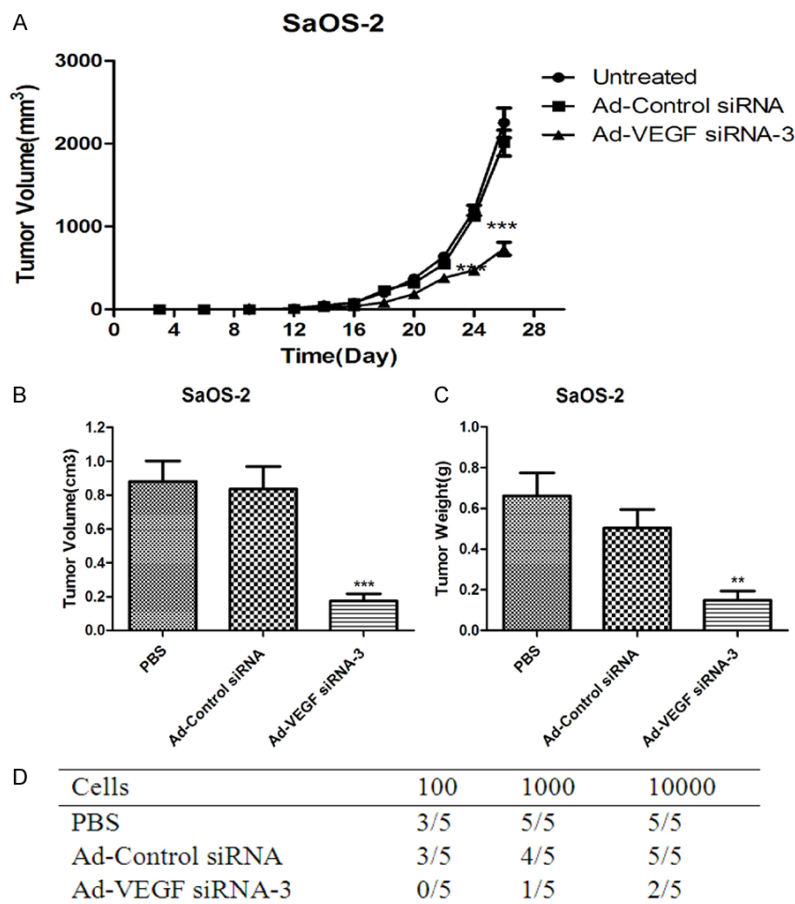 A
SaOS-2
3000
2000
1000
0
Tumor Volume(mm3)
Untreated
Ad-Control siRNA
Ad-VEGF siRNA-3
***
***
0 4 8 12 16 20 24 28
Time(Day)
B
SaOS-2
1.2
1.0
0.8
0.6
0.4
0.2
0.0
Tumor Volume(cm3)
***
PBS
Ad-Control siRNA
Ad-VEGF siRNA-3
C
SaOS-2
1.0
0.8
0.6
0.4
0.2
0.0
Tumor Weight(g)
**
PBS
Ad-Control siRNA
Ad-VEGF siRNA-3
D
Cells 100 1000 10000
PBS 3/5 5/5 5/5
Ad-Control siRNA 3/5 4/5 5/5
Ad-VEGF siRNA-3 0/5 1/5 2/5